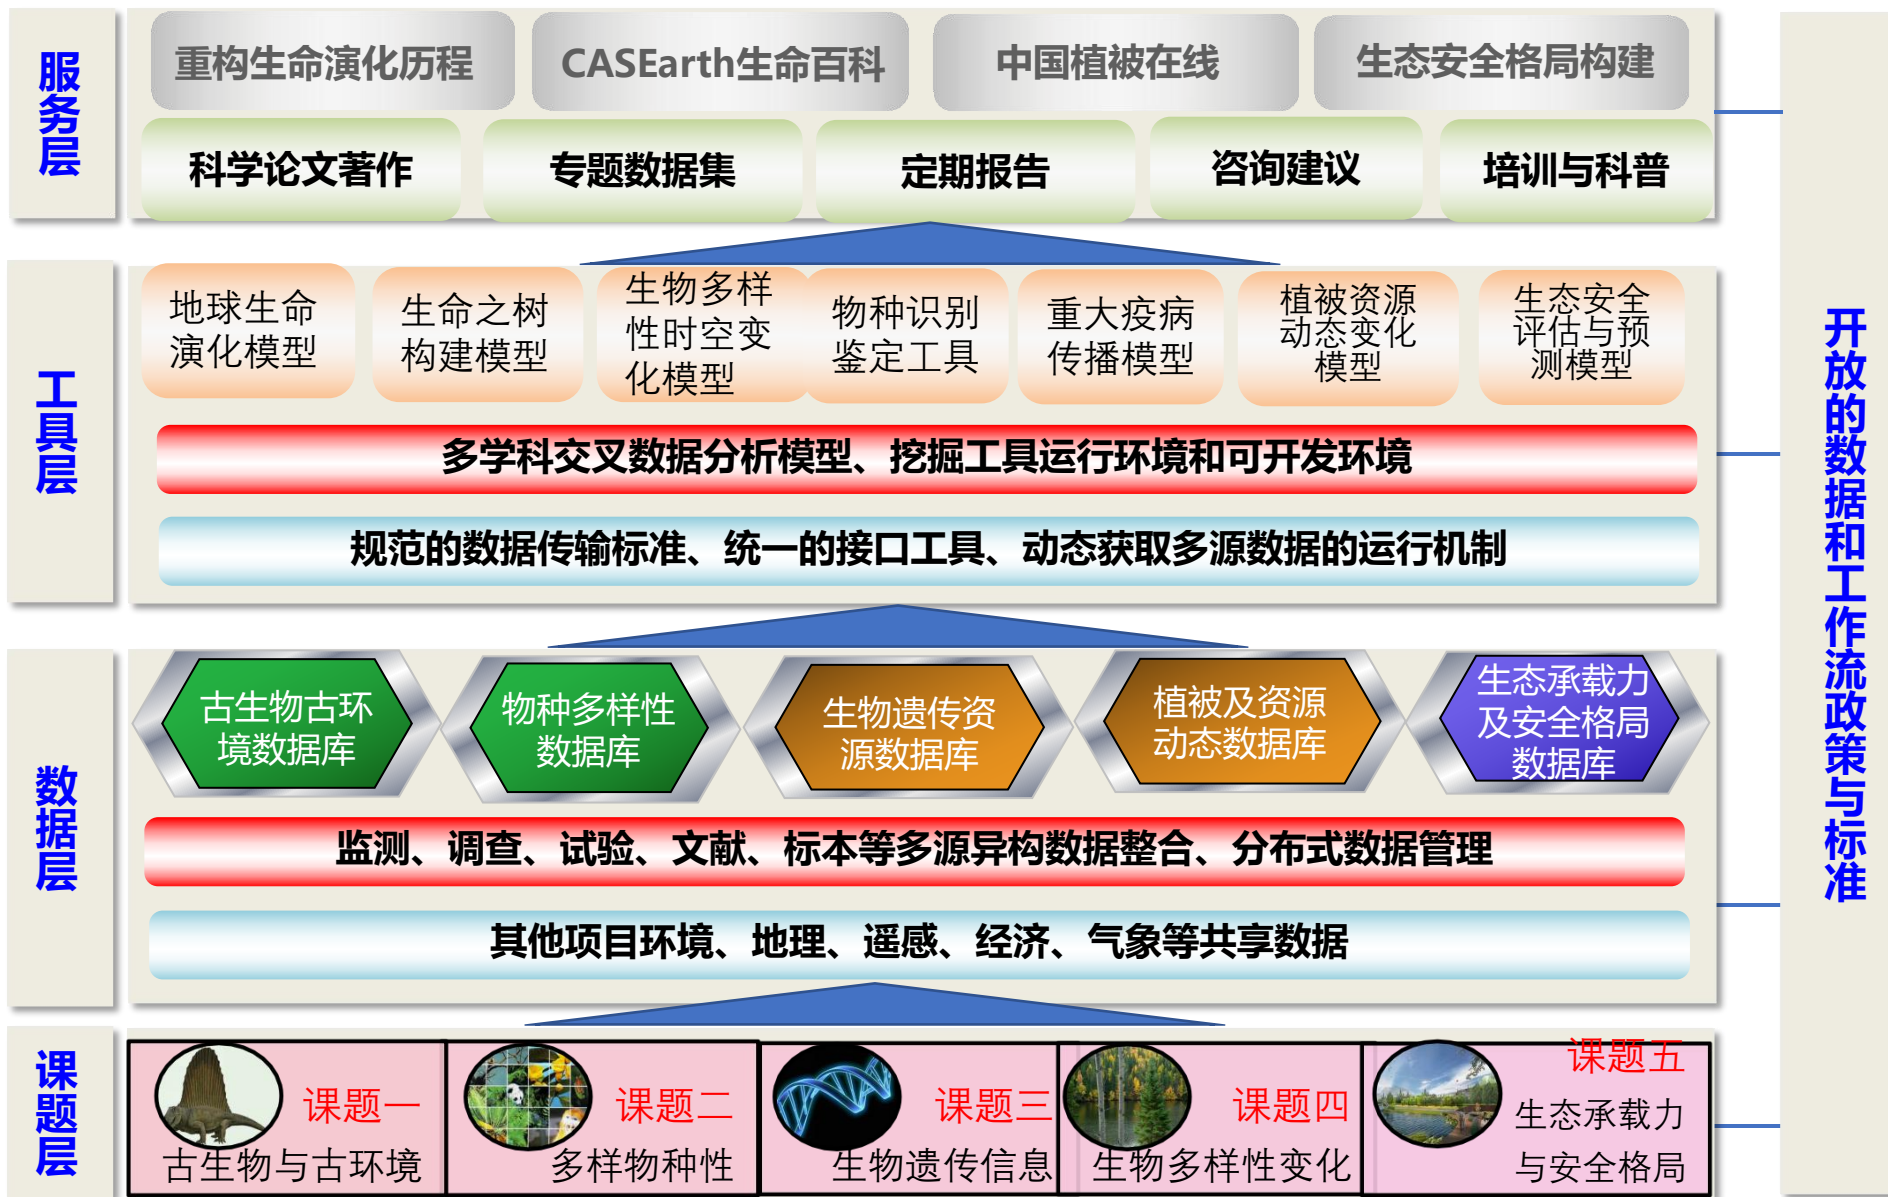 服务层
重构生命演化历程
CASEarth生命百科
中国植被在线
生态安全格局构建
科学论文著作
专题数据集
定期报告
咨询建议
培训与科普
工具层
地球生命
演化模型
生命之树
构建模型
生物多样
性时空变
化模型
物种识别
鉴定工具
重大疫病
传播模型
植被资源
动态变化
模型
生态安全
评估与预
测模型
多学科交叉数据分析模型、挖掘工具运行环境和可开发环境
规范的数据传输标准、统一的接口工具、动态获取多源数据的运行机制
数据层
古生物古环
境数据库
物种多样性
数据库
生物遗传资
源数据库
植被及资源
动态数据库
生态承载力
及安全格局
数据库
监测、调查、试验、文献、标本等多源异构数据整合、分布式数据管理
其他项目环境、地理、遥感、经济、气象等共享数据
课题层
课题一
古生物与古环境
课题二
多样物种性
课题三
生物遗传信息
课题四
生物多样性变化
课题五
生态承载力
与安全格局
开放的数据和工作流政策与标准